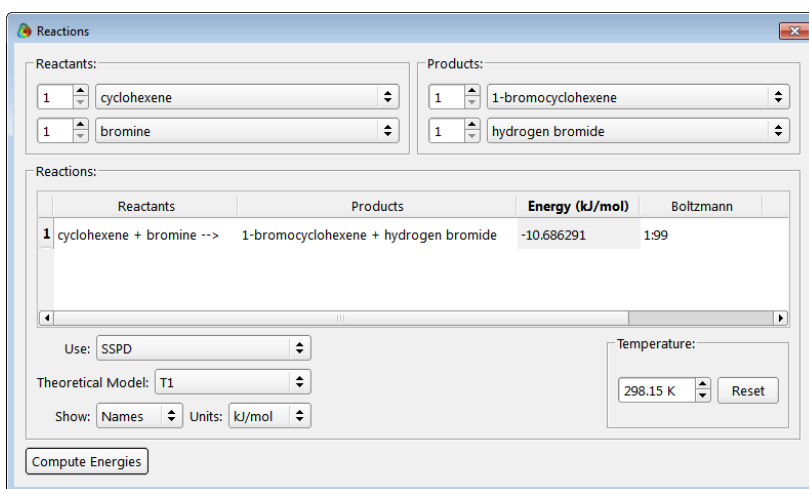 Reactions
Reactants: Products:
1 cyclohexene 1 1-bromocyclohexene
1 bromine 1 hydrogen bromide
Reactions:
Reactants Products Energy (kJ/mol) Boltzmann
1 cyclohexene + bromine --> 1-bromocyclohexene + hydrogen bromide -10.686291 1:99
Use: SSPD Temperature:
Theoretical Model: T1 298.15 K Reset
Show: Names Units: kJ/mol
Compute Energies